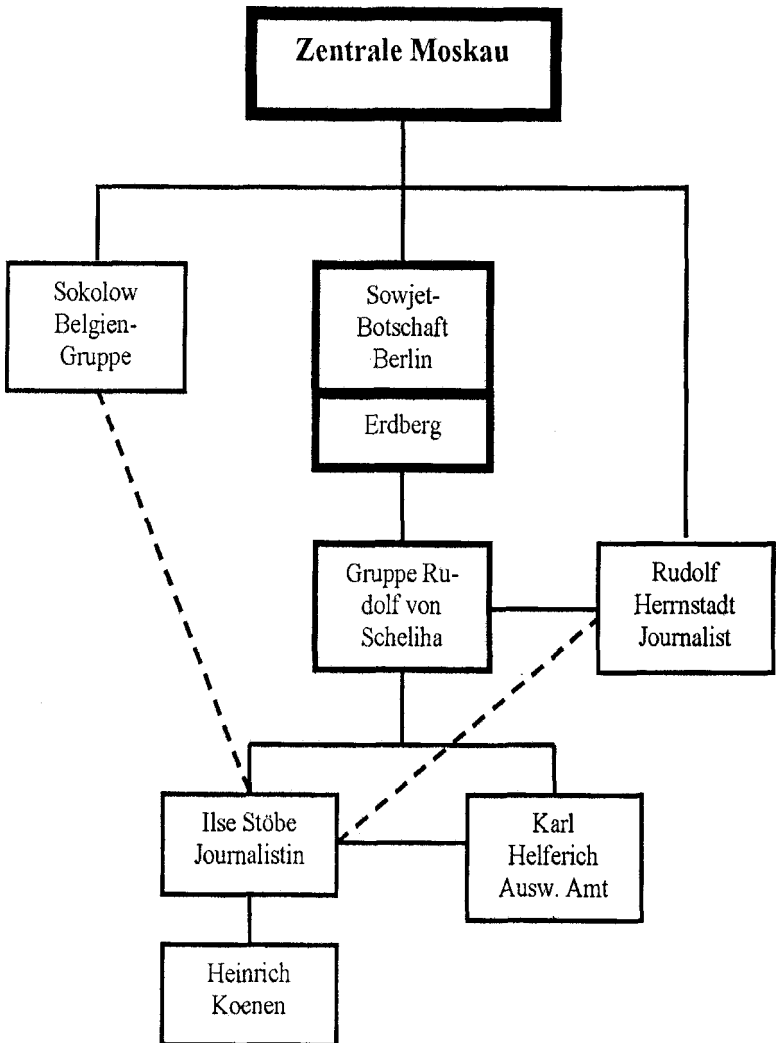 Zentrale Moskau
Sokolow
Belgien-
Gruppe
Sowjet-
Botschaft
Berlin
Erdberg
Gruppe Ru-
dolf von
Scheliha
Rudolf
Herrnstadt
Journalist
Ilse Stöbe
Journalistin
Karl
Helferich
Ausw. Amt
Heinrich
Koenen